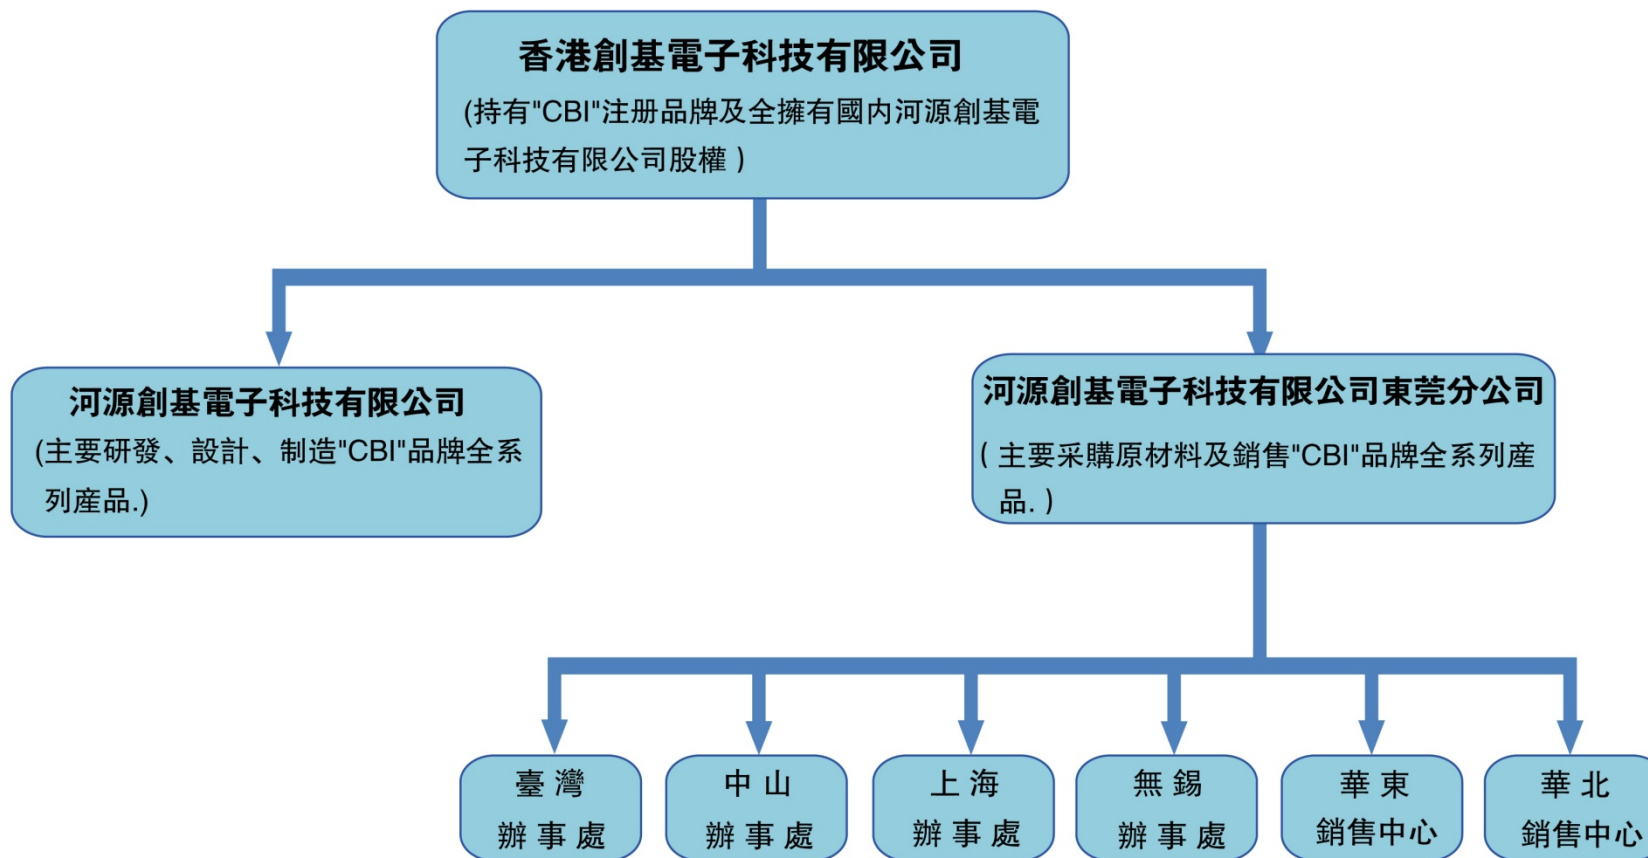 香港創基電子科技有限公司
(持有"CBI"注册品牌及全擁有國内河源創基電
子科技有限公司股權)
河源創基電子科技有限公司
(主要研發、設計、制造"CBI"品牌全系
列産品.)
河源創基電子科技有限公司東莞分公司
(主要采購原材料及銷售"CBI"品牌全系列産
品.)
臺灣
辦事處
中山
辦事處
上海
辦事處
無錫
辦事處
華東
銷售中心
華北
銷售中心